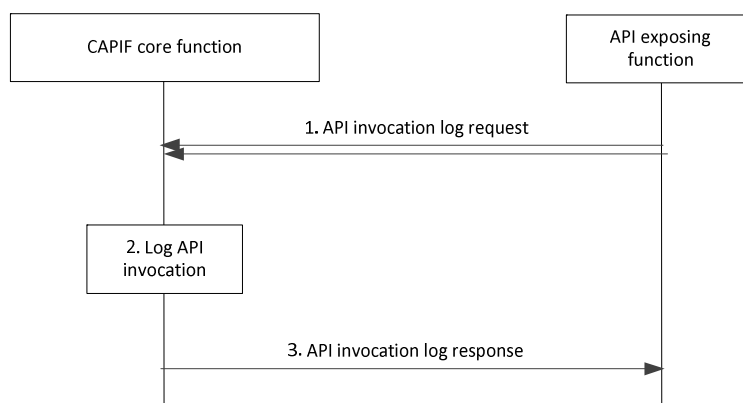 CAPIF core function
API exposing
function
1. API invocation log request
2. Log API
invocation
3. API invocation log response